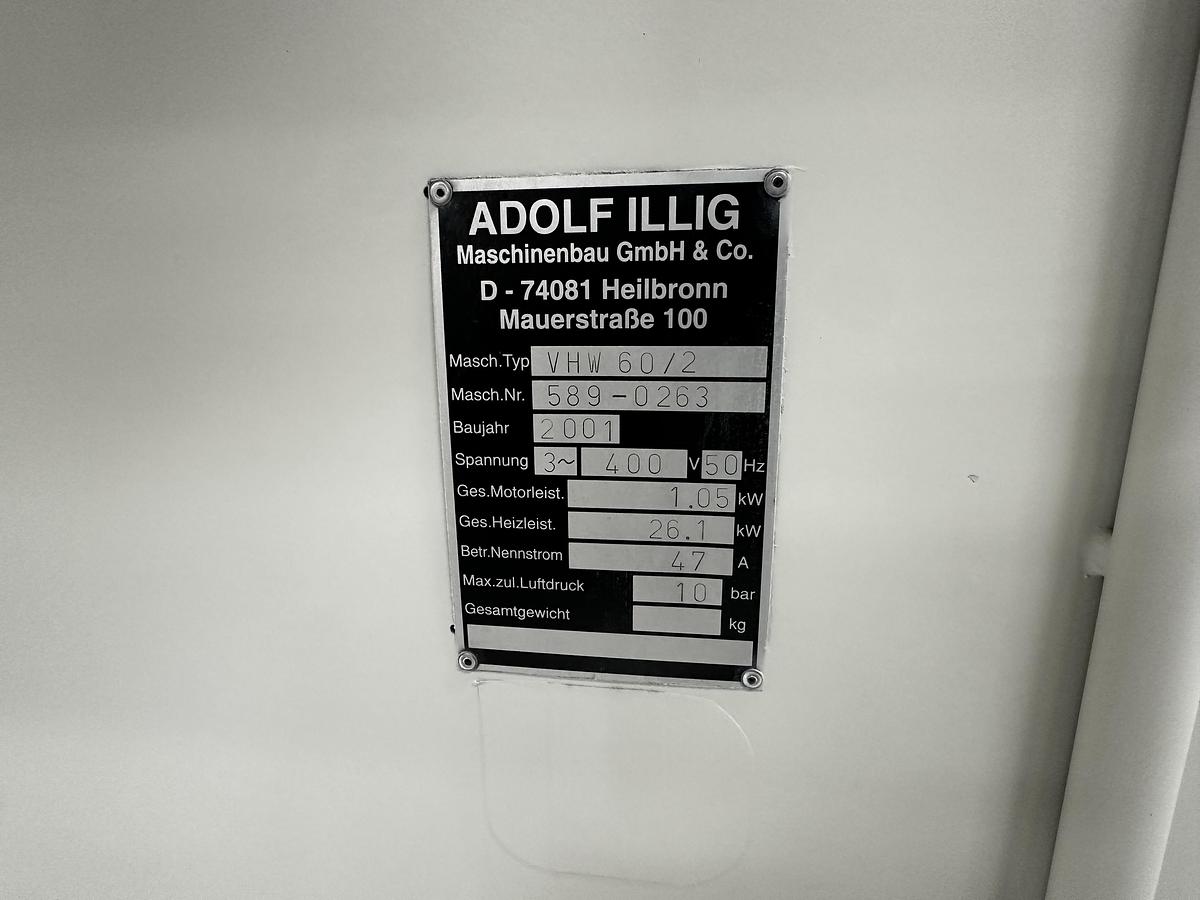 ADOLF ILLIG
Maschinenbau GmbH & Co.
D - 74081 Heilbronn
Mauerstraße 100
Masch.Typ VHW 60/2
Masch.Nr. 589-0263
Baujahr 2001
Spannung 3~ 400 V 50 Hz
Ges.Motorleist. 1.05 kW
Ges.Heizleist. 26.1 kW
Betr.Nennstrom 47 A
Max.zul.Luftdruck 10 bar
Gesamtgewicht kg